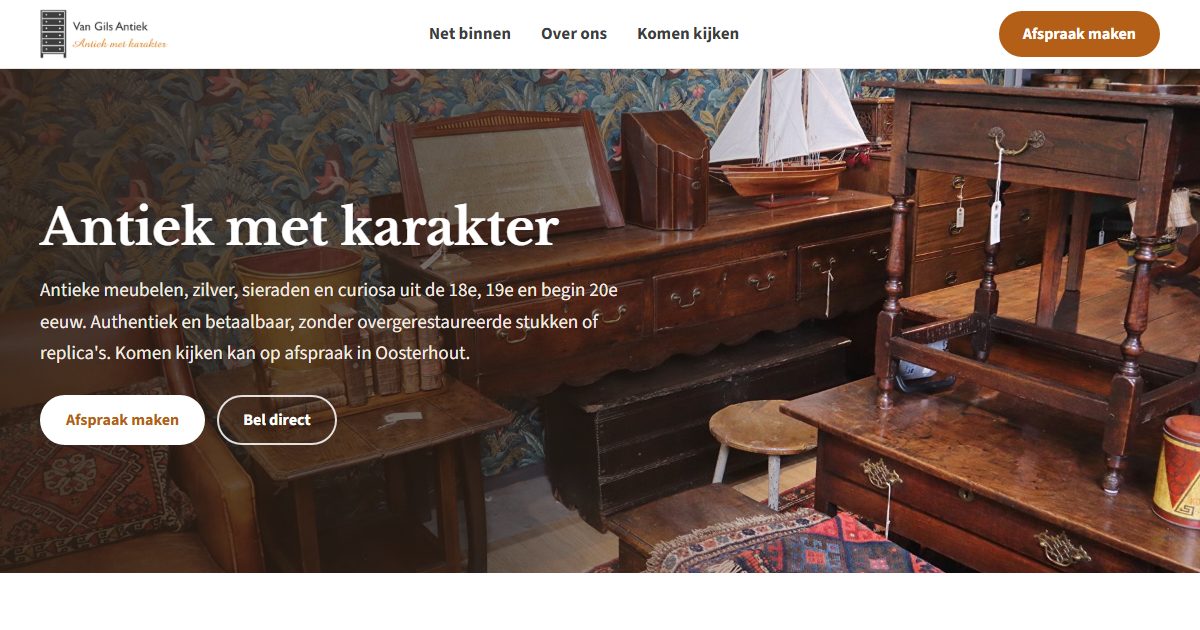 Van Gils Antiek
Antiek met karakter
Net binnen
Over ons
Komen kijken
Afspraak maken
Antiek met karakter
Antieke meubelen, zilver, sieraden en curiosa uit de 18e, 19e en begin 20e
eeuw. Authentiek en betaalbaar, zonder overgerestaureerde stukken of
replica's. Komen kijken kan op afspraak in Oosterhout.
Afspraak maken
Bel direct